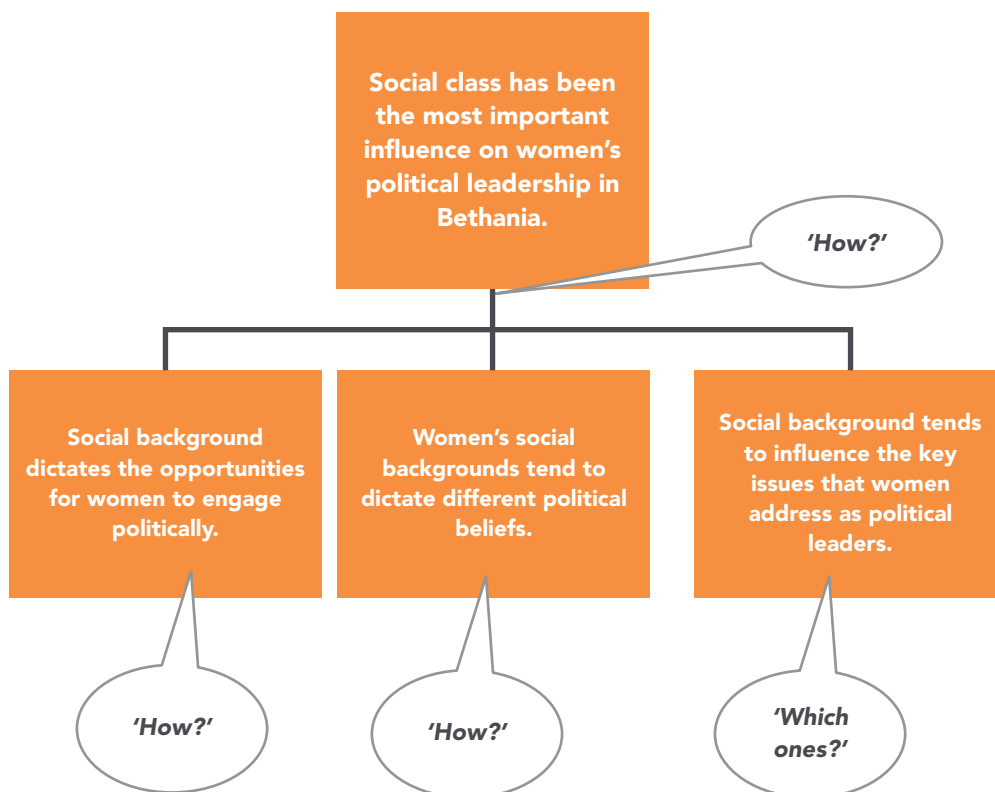 Social class has been
the most important
influence on women's
political leadership in
Bethania.
'How?'
Social background
dictates the opportunities
for women to engage
politically.
Women's social
backgrounds tend to
dictate different political
beliefs.
Social background tends
to influence the key
issues that women
address as political
leaders.
'How?'
'How?'
'Which
ones?'